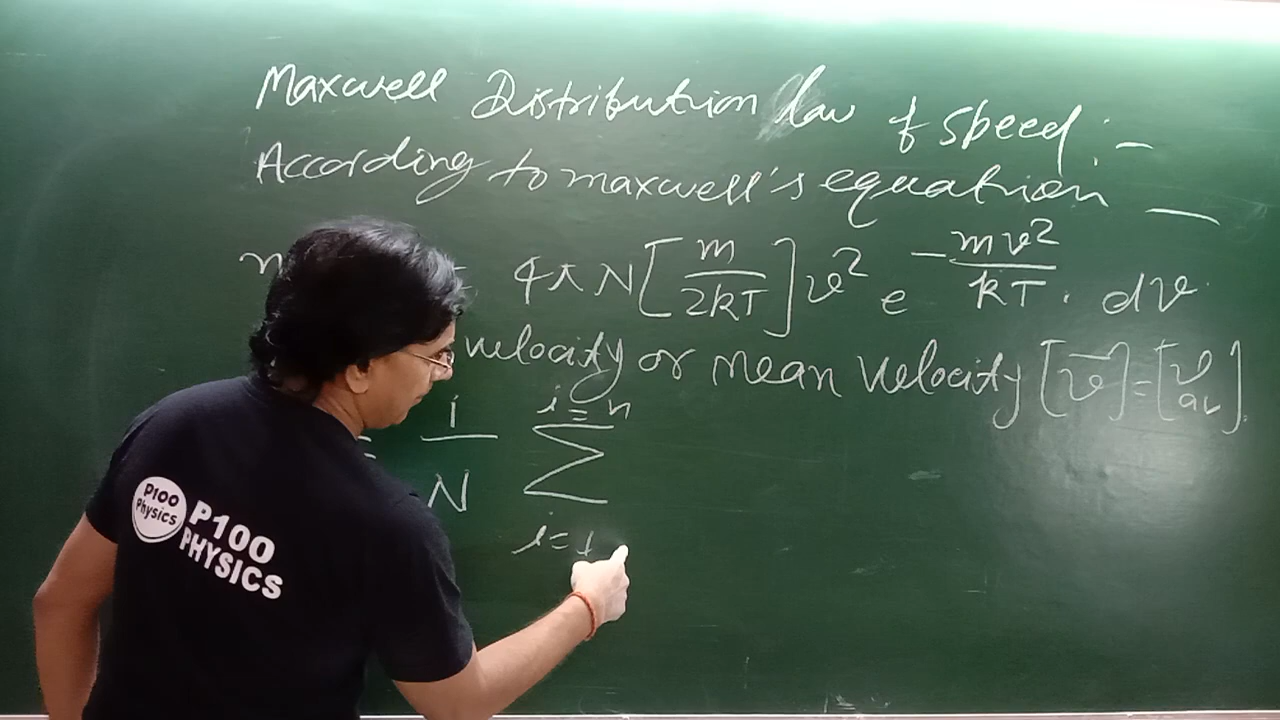 Maxwell Distribution law of speed :-
According to maxwell's equation —
n = 4π N [ m / 2kT ] v² e - mv² / kT . dv
velocity or mean velocity [ v̅ ] = [ v av ]
= 1 / N Σ i = n i = 1
P100 Physics
P100 PHYSICS